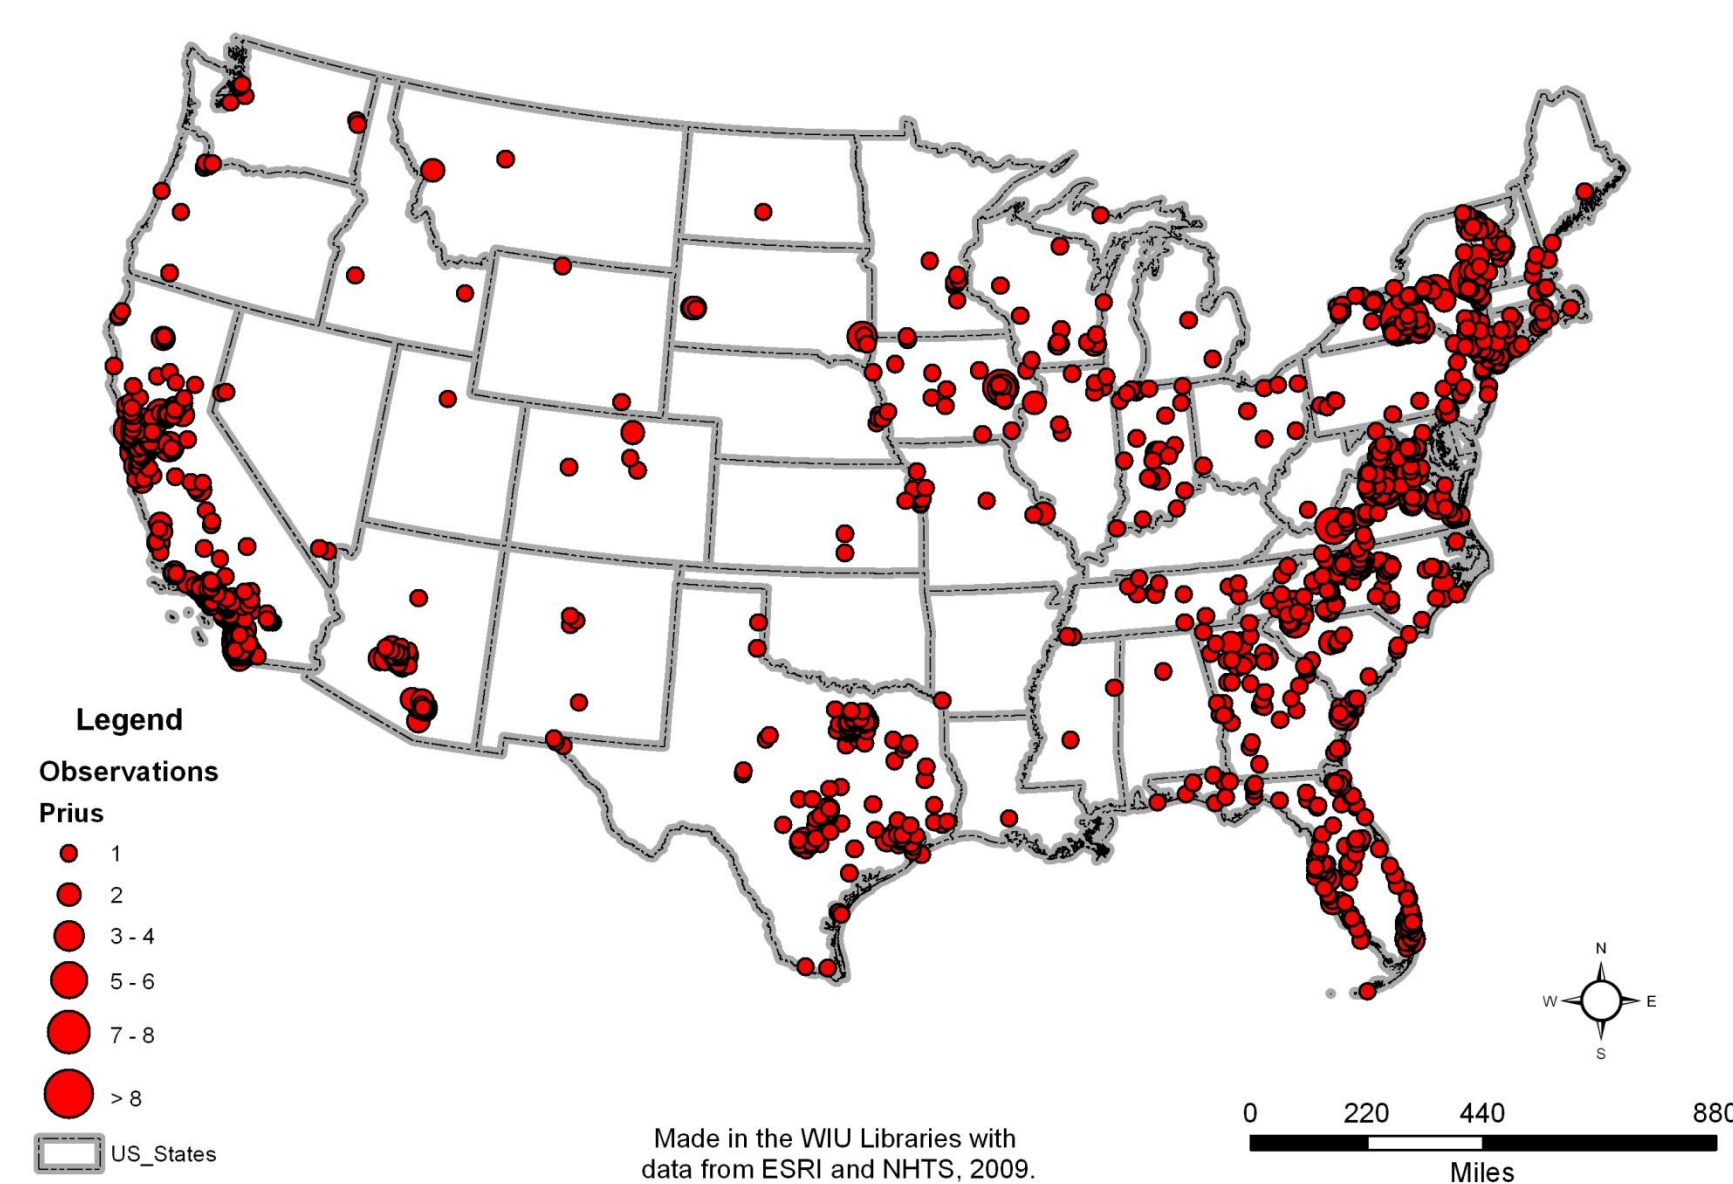 Legend
Observations
Prius
1
2
3 - 4
5 - 6
7 - 8
> 8
US_States
Made in the WIU Libraries with
data from ESRI and NHTS, 2009.
N
W E
S
0 220 440 880
Miles